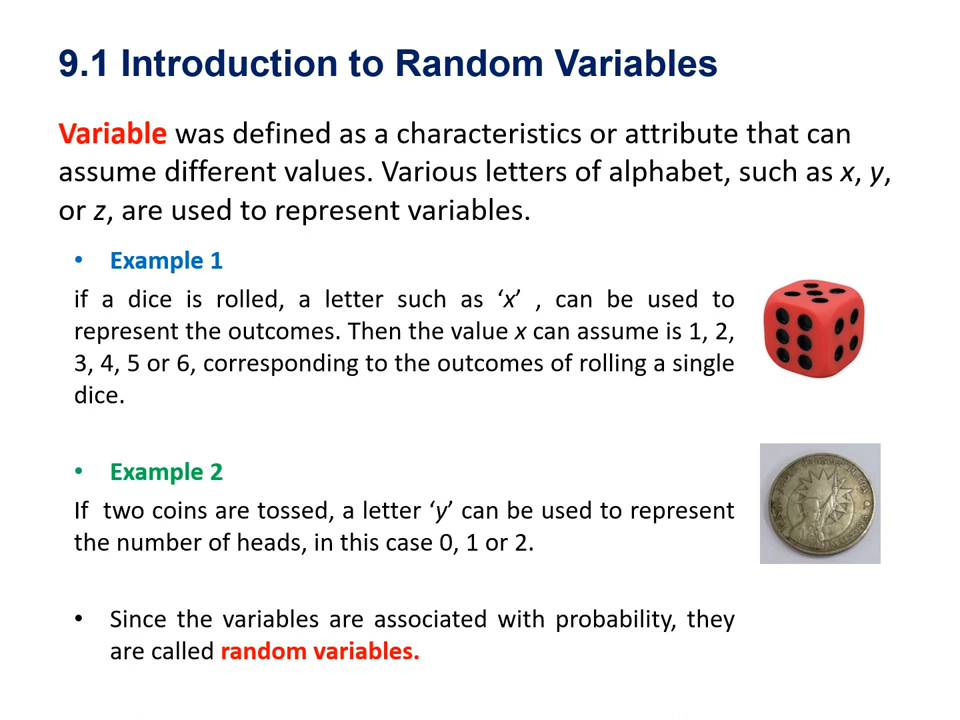 9.1 Introduction to Random Variables
Variable was defined as a characteristics or attribute that can
assume different values. Various letters of alphabet, such as x, y,
or z, are used to represent variables.
• Example 1
if a dice is rolled, a letter such as ‘x’ , can be used to
represent the outcomes. Then the value x can assume is 1, 2,
3, 4, 5 or 6, corresponding to the outcomes of rolling a single
dice.
• Example 2
If two coins are tossed, a letter ‘y’ can be used to represent
the number of heads, in this case 0, 1 or 2.
• Since the variables are associated with probability, they
are called random variables.